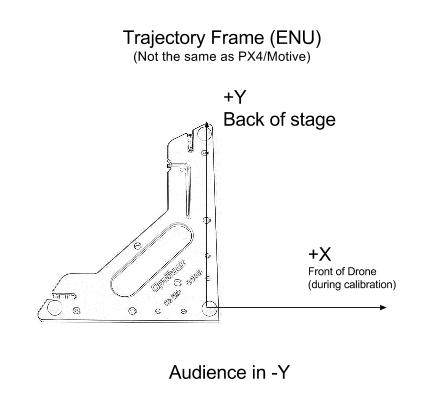 Trajectory Frame (ENU)
(Not the same as PX4/Motive)
+Y
Back of stage
+X
Front of Drone
(during calibration)
OptiTrack
Audience in -Y